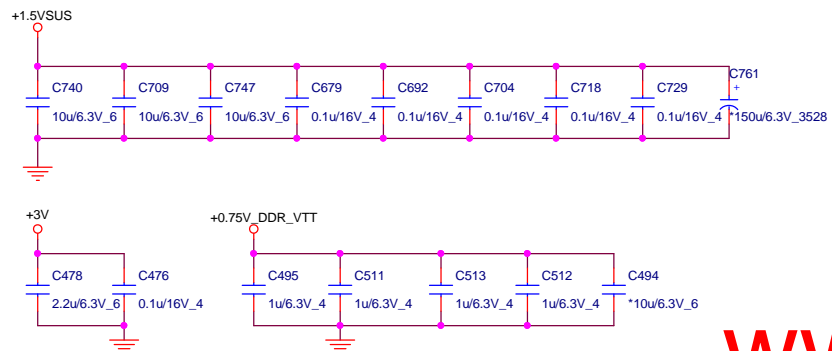 +1.5VSUS
C740 C709 C747 C679 C692 C704 C718 C729 C761
+
10u/6.3V_6 10u/6.3V_6 10u/6.3V_6 0.1u/16V_4 0.1u/16V_4 0.1u/16V_4 0.1u/16V_4 0.1u/16V_4 *150u/6.3V_3528
+3V +0.75V_DDR_VTT
C478 C476 C495 C511 C513 C512 C494
2.2u/6.3V_6 0.1u/16V_4 1u/6.3V_4 1u/6.3V_4 1u/6.3V_4 1u/6.3V_4 *10u/6.3V_6